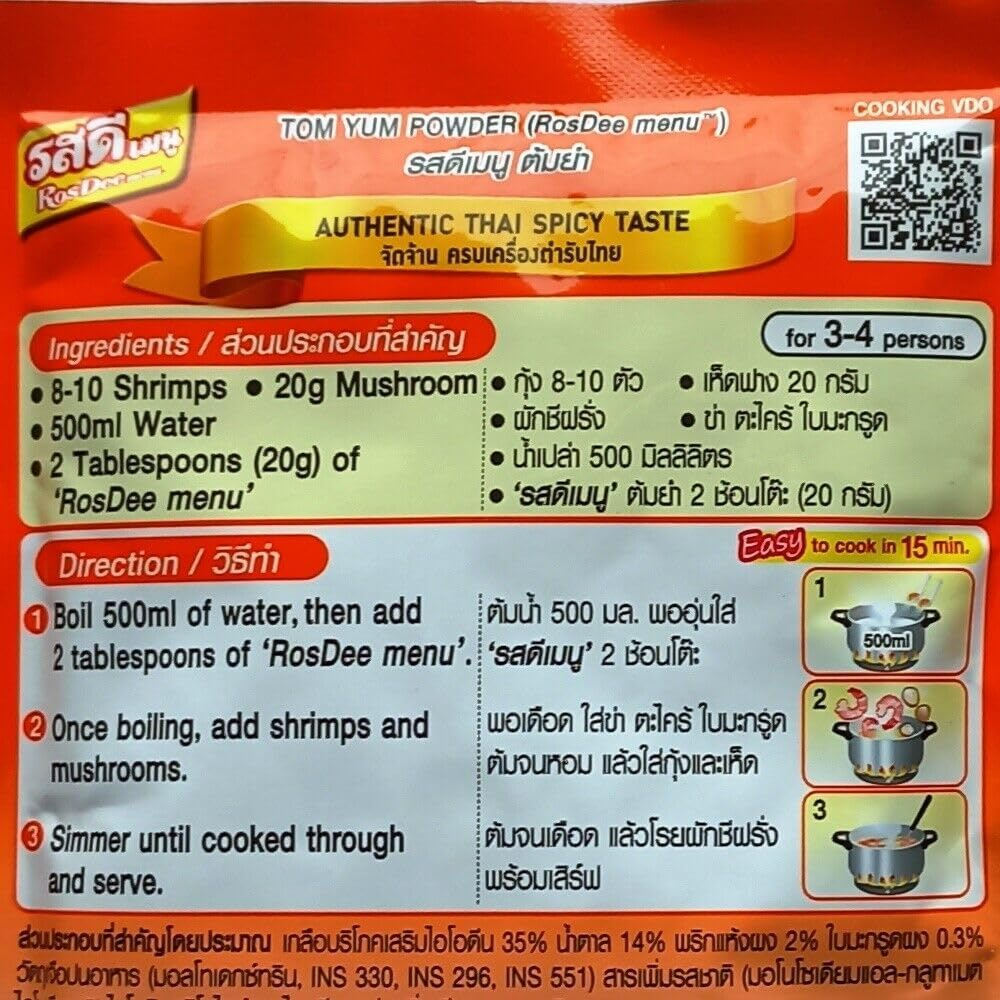 รสดี เมนู
RosDee menu
TOM YUM POWDER (RosDee menu™)
รสดีเมนู ต้มยำ
COOKING VDO
AUTHENTIC THAI SPICY TASTE
จัดจ้าน ครบเครื่องตำรับไทย
Ingredients / ส่วนประกอบที่สำคัญ
for 3-4 persons
• 8-10 Shrimps • 20g Mushroom
• 500ml Water
• 2 Tablespoons (20g) of
'RosDee menu'
• กุ้ง 8-10 ตัว • เห็ดฟาง 20 กรัม
• ผักชีฝรั่ง • ข่า ตะไคร้ ใบมะกรูด
• น้ำเปล่า 500 มิลลิลิตร
• 'รสดีเมนู' ต้มยำ 2 ช้อนโต๊ะ (20 กรัม)
Direction / วิธีทำ
Easy to cook in 15 min.
1 Boil 500ml of water, then add
2 tablespoons of 'RosDee menu'.
ต้มน้ำ 500 มล. พออุ่นใส่
'รสดีเมนู' 2 ช้อนโต๊ะ
1
500ml
2 Once boiling, add shrimps and
mushrooms.
พอเดือด ใส่ข่า ตะไคร้ ใบมะกรูด
ต้มจนหอม แล้วใส่กุ้งและเห็ด
2
3 Simmer until cooked through
and serve.
ต้มจนเดือด แล้วโรยผักชีฝรั่ง
พร้อมเสิร์ฟ
3
ส่วนประกอบที่สำคัญโดยประมาณ เกลือบริโภคเสริมไอโอดีน 35% น้ำตาล 14% พริกแห้งผง 2% ใบมะกรูดผง 0.3%
วัตถุเจือปนอาหาร (มอลโทเดกซ์ทริน, INS 330, INS 296, INS 551) สารเพิ่มรสชาติ (มอโนโซเดียมแอล-กลูทาเมต